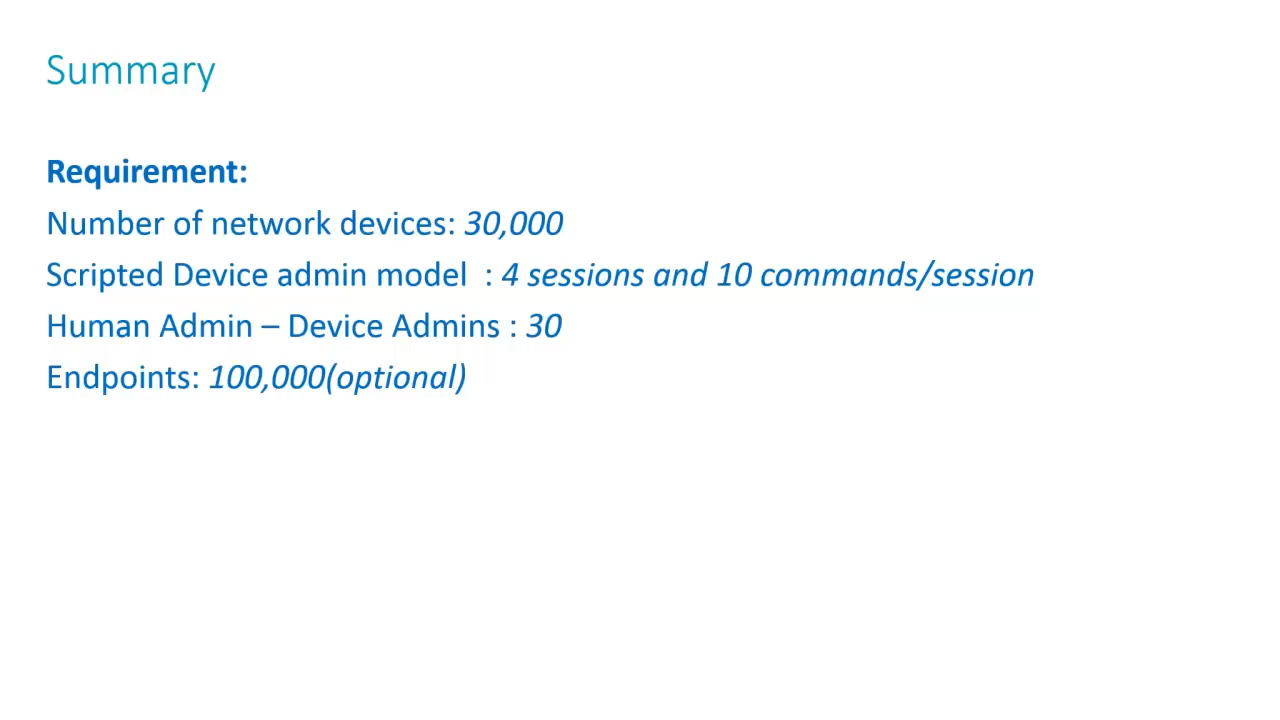 Summary
Requirement:
Number of network devices: 30,000
Scripted Device admin model  : 4 sessions and 10 commands/session
Human Admin – Device Admins : 30
Endpoints: 100,000(optional)